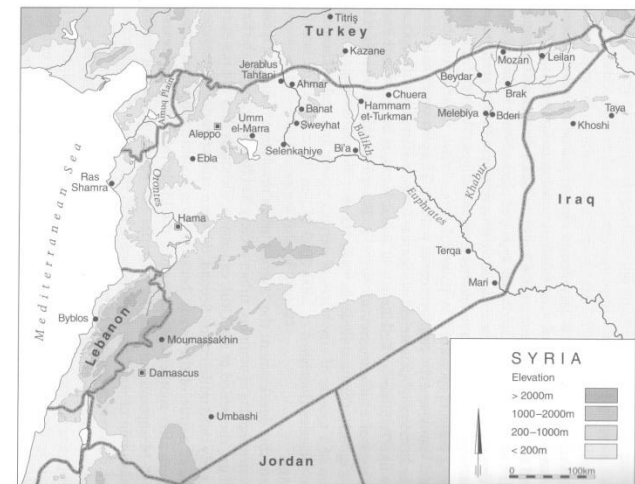 Titriş
Turkey
Kazane
Jerablus
Tahtani
Ahmar
Mozan
Leilan
Beydar
Chuera
Brak
Hammam
et-Turkman
Amuq Plain
Banat
Umm
el-Marra
Aleppo
Sweyhat
Balikh
Melebiya
Bderi
Taya
Khoshi
Ebla
Selenkahiye
Bi'a
Ras
Shamra
Orontes
Khabur
Euphrates
Iraq
Hama
Mediterranean Sea
Terqa
Mari
Byblos
Lebanon
Moumassakhin
Damascus
Umbashi
Jordan
SYRIA
Elevation
> 2000m
1000–2000m
200–1000m
< 200m
0 100km